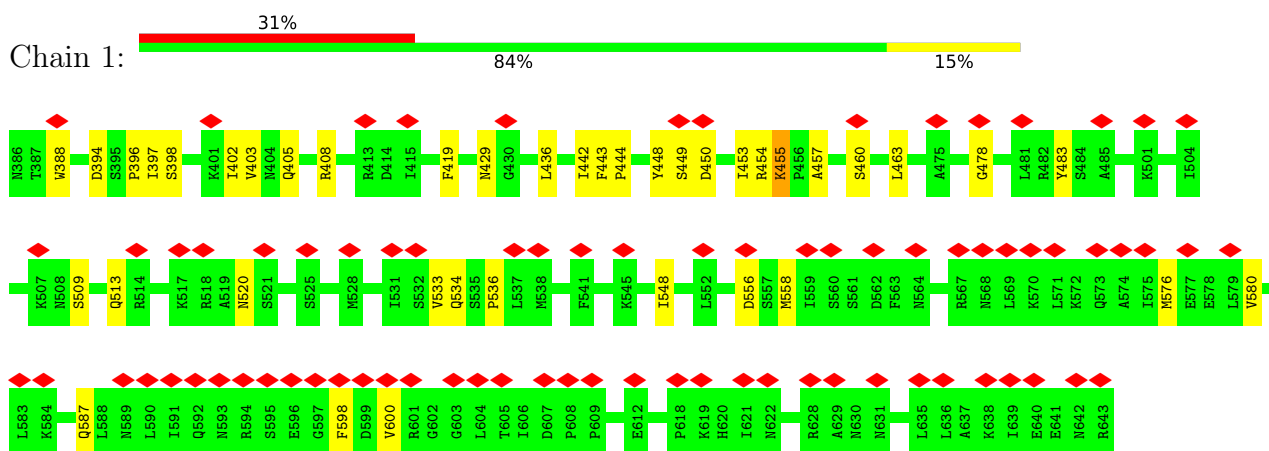 31%
Chain 1:
84% 15%
N386 T387 W388 D394 S395 P396 I397 S398 K401 I402 V403 N404 Q405 R408 R413 D414 I415 F419 N429 G430 L436 I442 F443 P444 Y448 S449 D450 I453 R454 K455 P456 A457 S460 L463 A475 G478 L481 R482 Y483 S484 A485 K501 I504
K507 N508 S509 Q513 R514 K517 R518 A519 N520 S521 S525 M528 I531 S532 V533 Q534 S535 P536 L537 M538 F541 K545 I548 L552 D556 S557 M558 I559 S560 S561 D562 F563 N564 R567 N568 L569 K570 L571 K572 Q573 A574 I575 M576 E577 E578 L579 V580
L583 K584 Q587 L588 N589 L590 I591 Q592 N593 R594 S595 E596 G597 F598 D599 V600 R601 G602 G603 L604 T605 I606 D607 P608 P609 E612 P618 K619 H620 I621 N622 R628 A629 N630 N631 L635 L636 A637 K638 I639 E640 E641 N642 R643